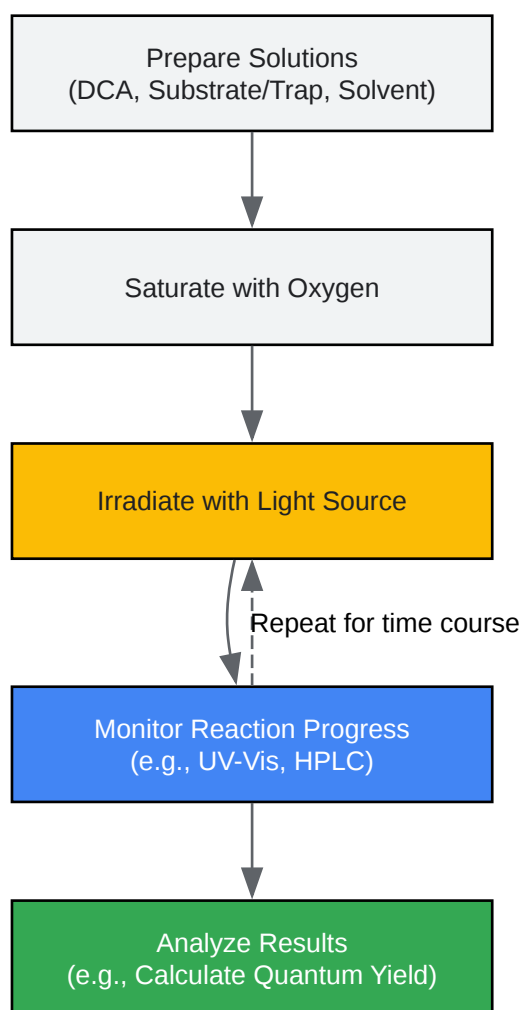 Prepare Solutions
(DCA, Substrate/Trap, Solvent)
Saturate with Oxygen
Irradiate with Light Source
Repeat for time course
Monitor Reaction Progress
(e.g., UV-Vis, HPLC)
Analyze Results
(e.g., Calculate Quantum Yield)